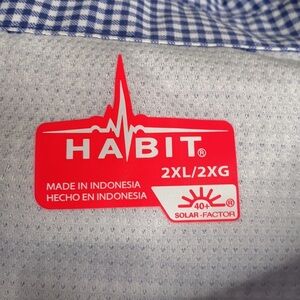 HABIT®
2XL/2XG
MADE IN INDONESIA
HECHO EN INDONESIA
40+ ®
SOLAR-FACTOR